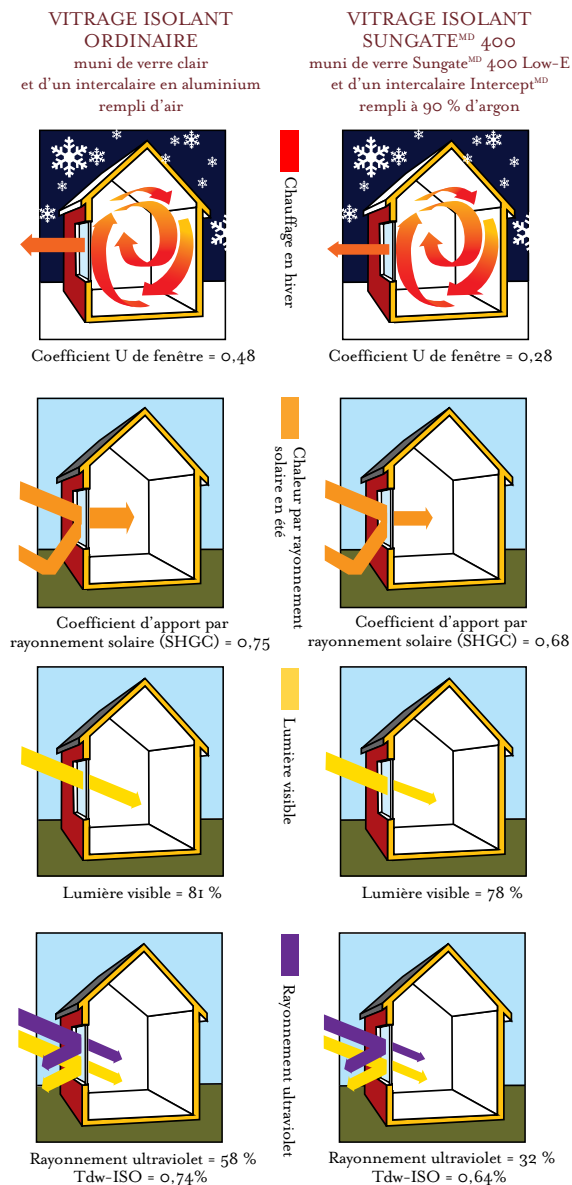 VITRAGE ISOLANT
ORDINAIRE
muni de verre clair
et d'un intercalaire en aluminium
rempli d'air
VITRAGE ISOLANT
SUNGATEᴹᴰ 400
muni de verre Sungateᴹᴰ 400 Low-E
et d'un intercalaire Interceptᴹᴰ
rempli à 90 % d'argon
Chauffage en hiver
Coefficient U de fenêtre = 0,48
Coefficient U de fenêtre = 0,28
Chaleur par rayonnement
solaire en été
Coefficient d'apport par
rayonnement solaire (SHGC) = 0,75
Coefficient d'apport par
rayonnement solaire (SHGC) = 0,68
Lumière visible
Lumière visible = 81 %
Lumière visible = 78 %
Rayonnement ultraviolet
Rayonnement ultraviolet = 58 %
Tdw-ISO = 0,74%
Rayonnement ultraviolet = 32 %
Tdw-ISO = 0,64%